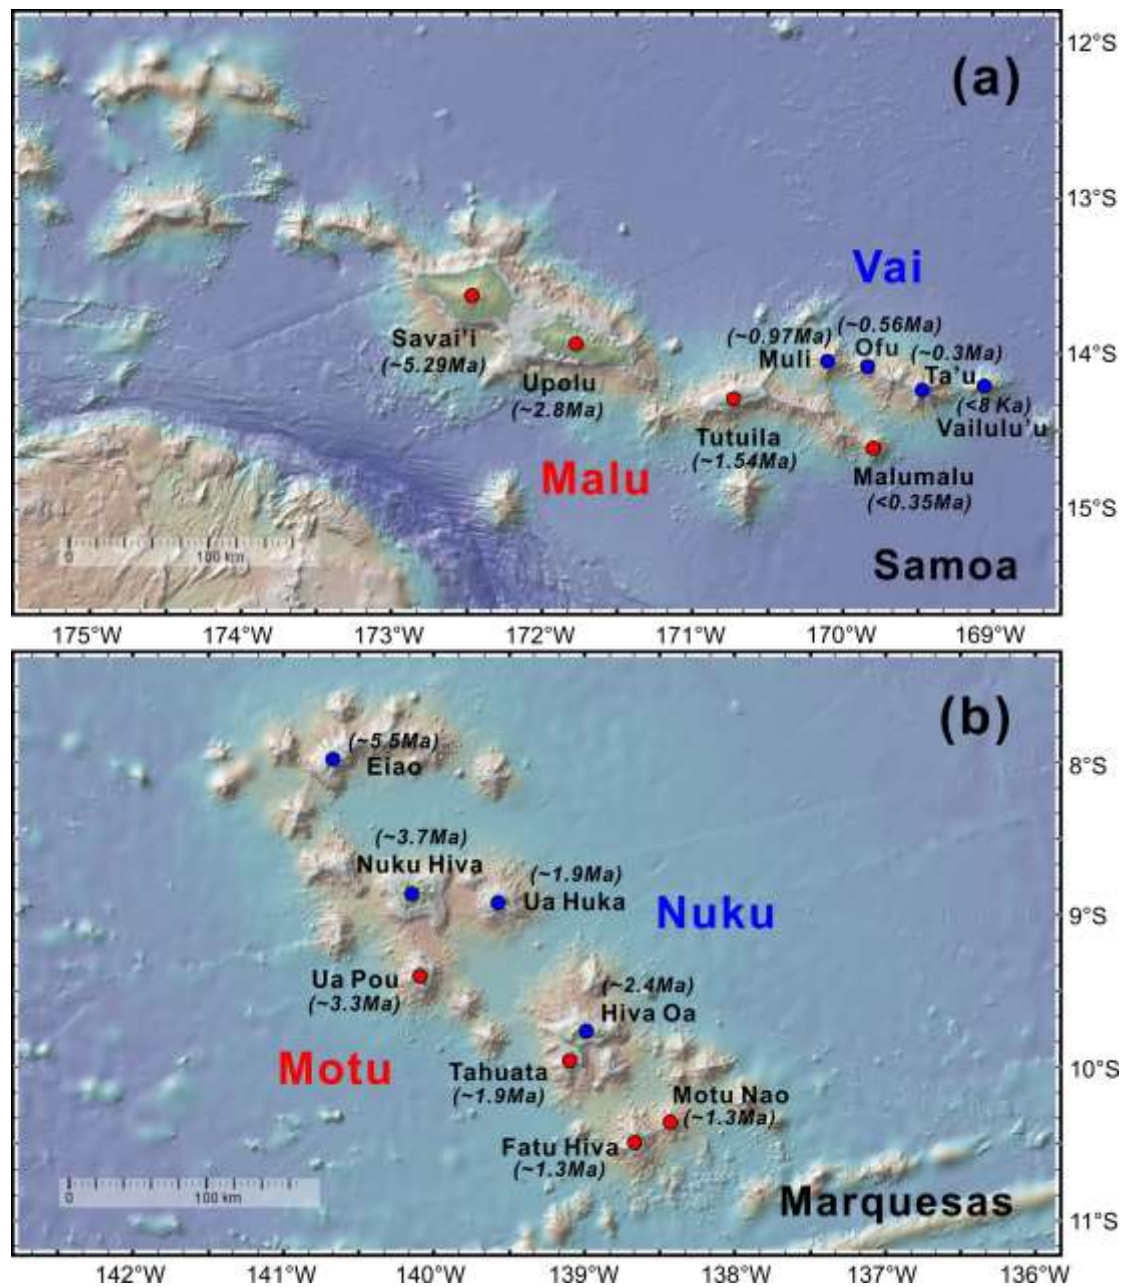 (a)
12°S
13°S
14°S
15°S
Vai
(~0.97Ma)
Muli
(~0.56Ma)
Ofu
(~0.3Ma)
Ta'u
(<8 Ka)
Vailulu'u
Savai'i
(~5.29Ma)
Upolu
(~2.8Ma)
Tutuila
(~1.54Ma)
Malu
Malumalu
(<0.35Ma)
Samoa
0 100 km
175°W 174°W 173°W 172°W 171°W 170°W 169°W
(b)
8°S
9°S
10°S
11°S
(~5.5Ma)
Eiao
(~3.7Ma)
Nuku Hiva
(~1.9Ma)
Ua Huka
Nuku
Ua Pou
(~3.3Ma)
(~2.4Ma)
Hiva Oa
Motu
Tahuata
(~1.9Ma)
Motu Nao
(~1.3Ma)
Fatu Hiva
(~1.3Ma)
Marquesas
0 100 km
142°W 141°W 140°W 139°W 138°W 137°W 136°W